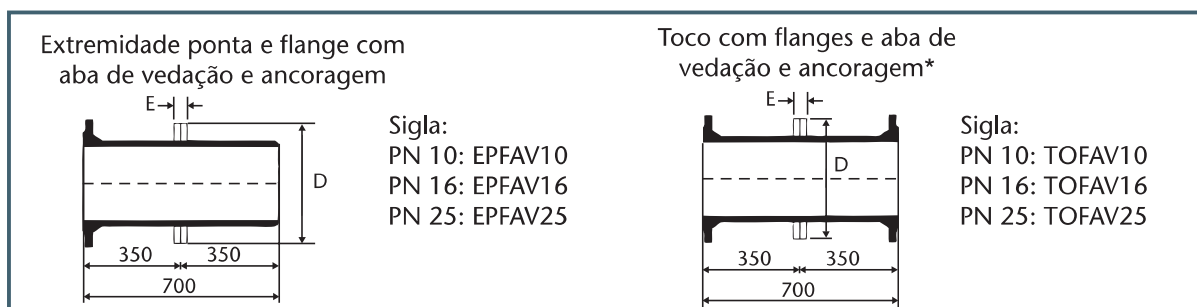 Extremidade ponta e flange com
aba de vedação e ancoragem
E
D
350
350
700
Sigla:
PN 10: EPFAV10
PN 16: EPFAV16
PN 25: EPFAV25
Toco com flanges e aba de
vedação e ancoragem*
E
D
350
350
700
Sigla:
PN 10: TOFAV10
PN 16: TOFAV16
PN 25: TOFAV25